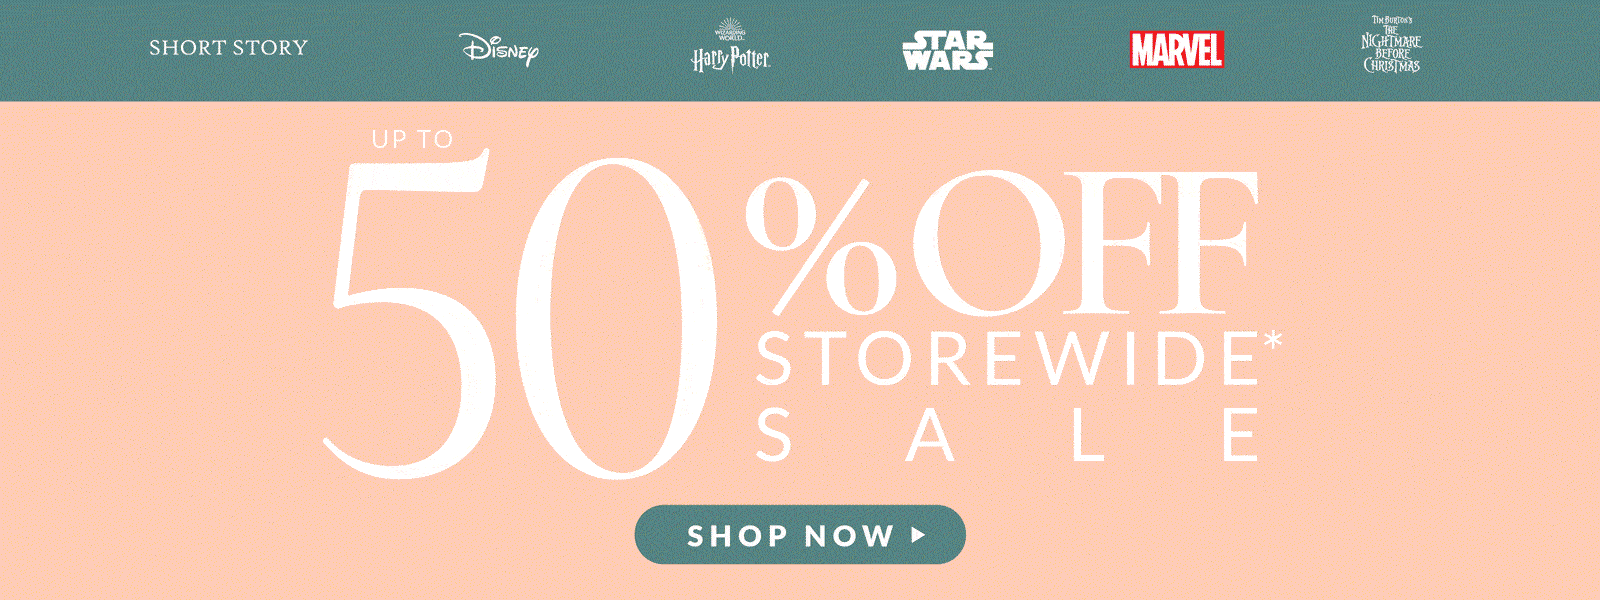 SHORT STORY
Disney
WIZARDING WORLD
Harry Potter
STAR WARS
MARVEL
TIM BURTON'S
THE
NIGHTMARE
BEFORE
CHRISTMAS
UP TO
50%OFF
STOREWIDE*
SALE
SHOP NOW